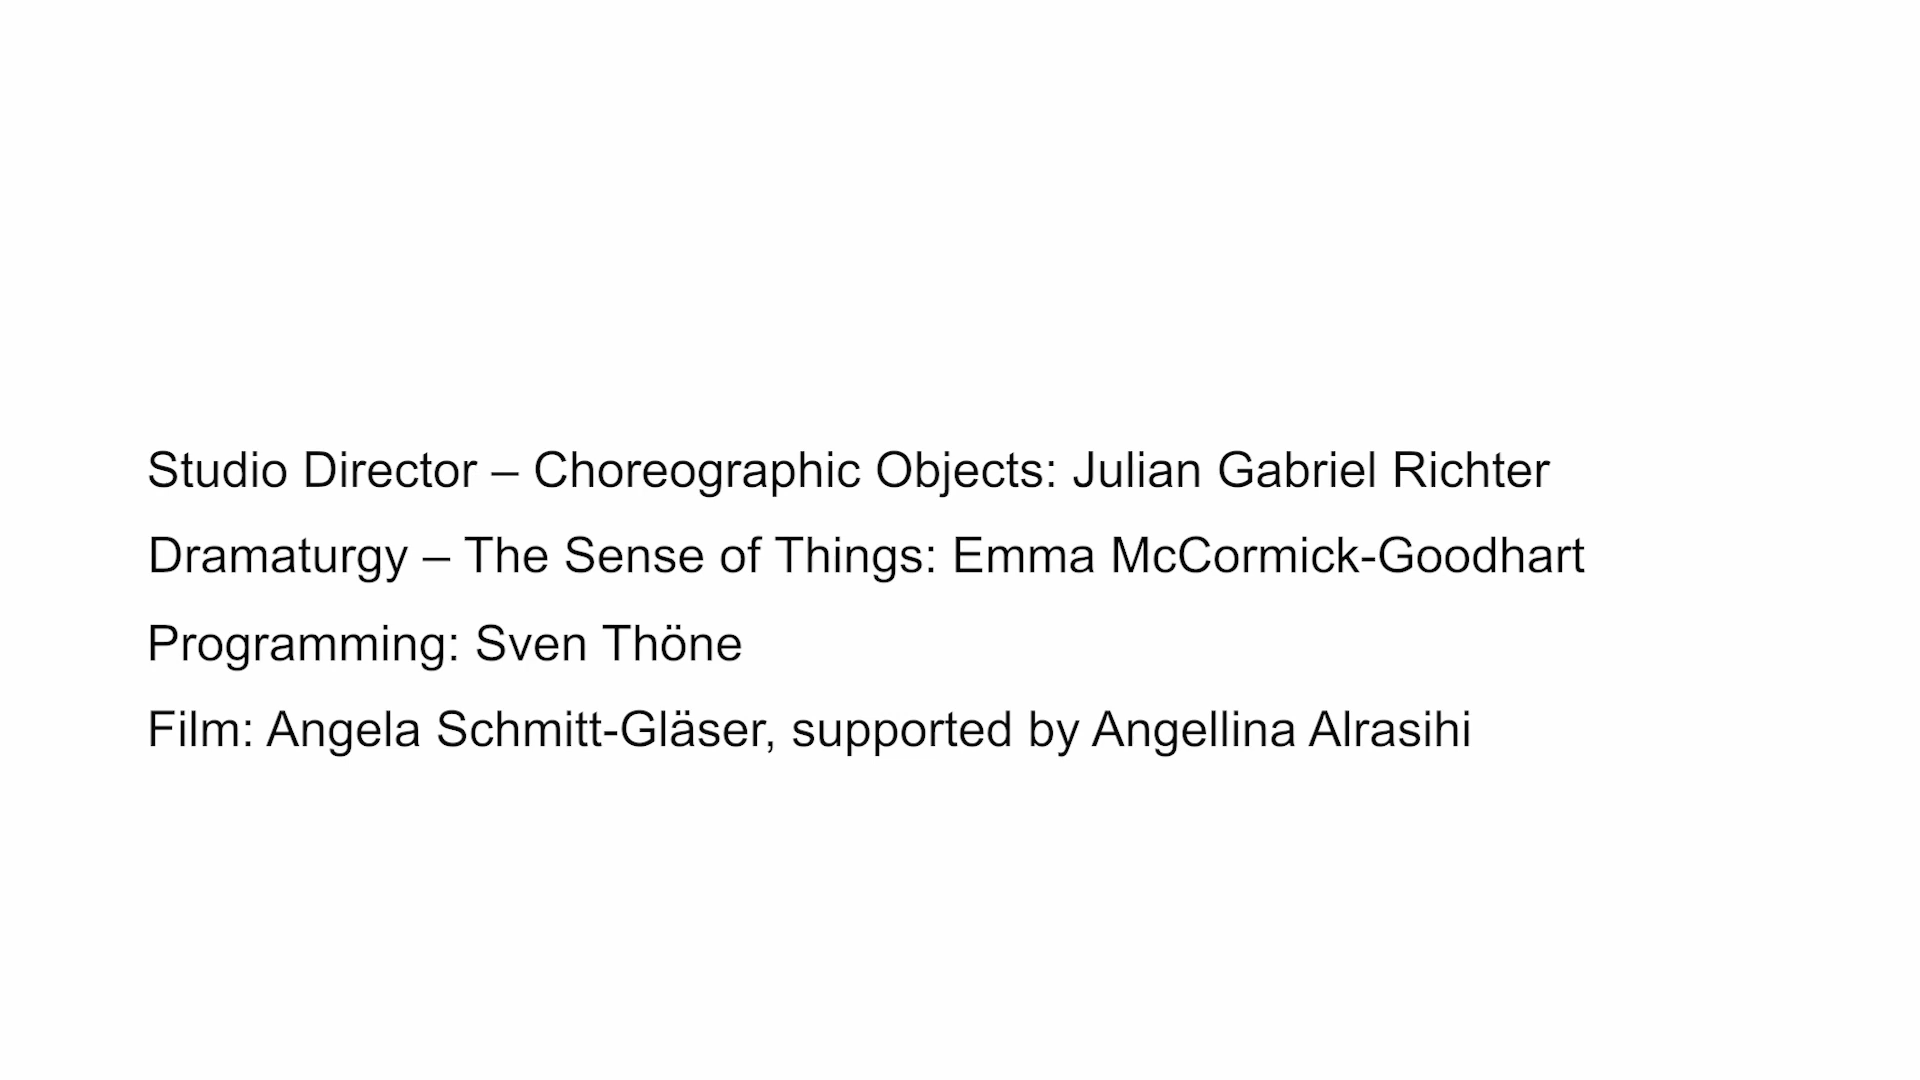 Studio Director – Choreographic Objects: Julian Gabriel Richter
Dramaturgy – The Sense of Things: Emma McCormick-Goodhart
Programming: Sven Thöne
Film: Angela Schmitt-Gläser, supported by Angellina Alrasihi